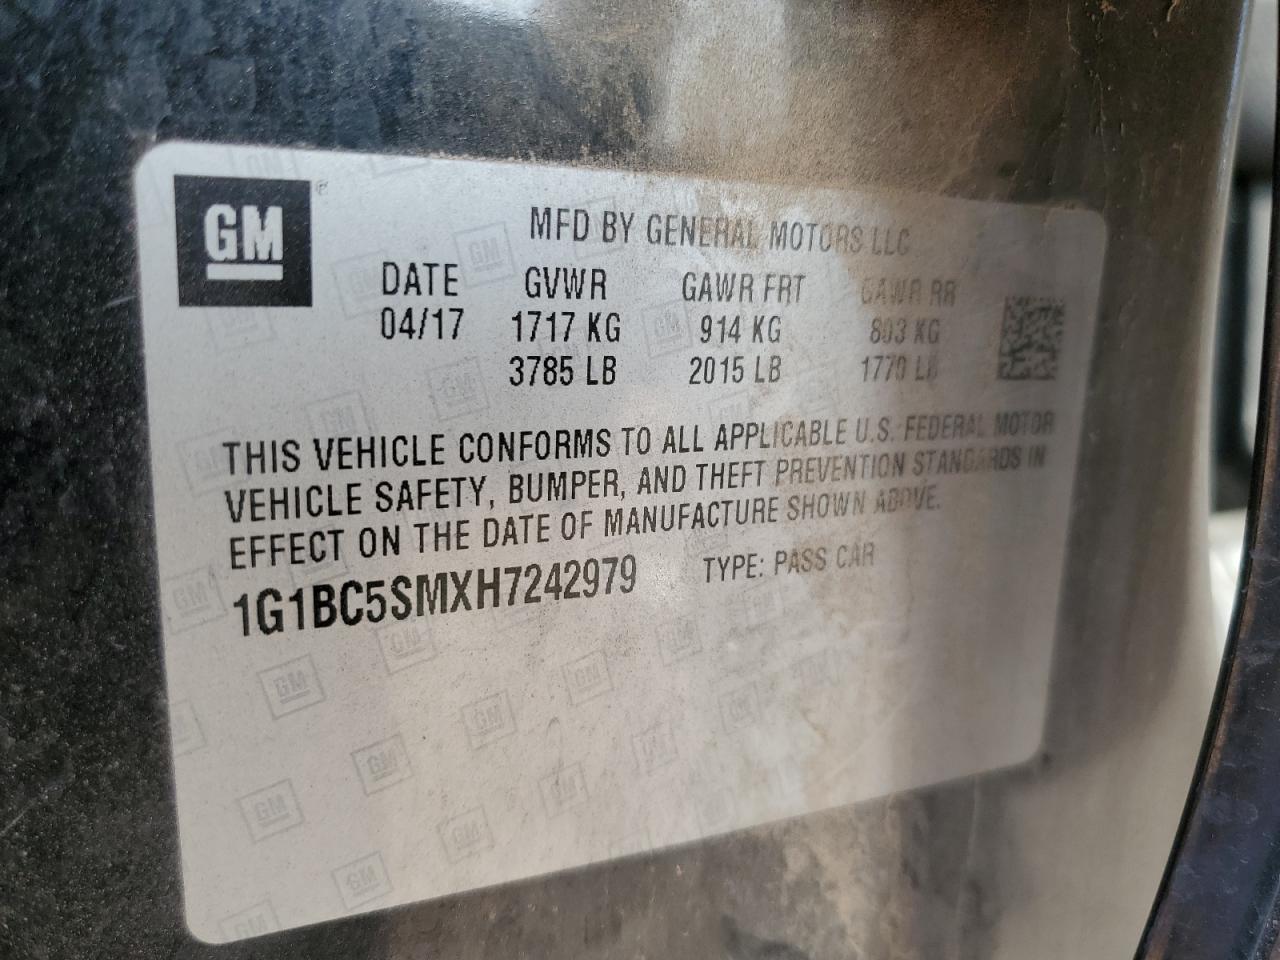 GM
MFD BY GENERAL MOTORS LLC
DATE GVWR GAWR FRT GAWR RR
04/17 1717 KG 914 KG 803 KG
3785 LB 2015 LB 1770 LB
THIS VEHICLE CONFORMS TO ALL APPLICABLE U.S. FEDERAL MOTOR
VEHICLE SAFETY, BUMPER, AND THEFT PREVENTION STANDARDS IN
EFFECT ON THE DATE OF MANUFACTURE SHOWN ABOVE.
1G1BC5SMXH7242979 TYPE: PASS CAR